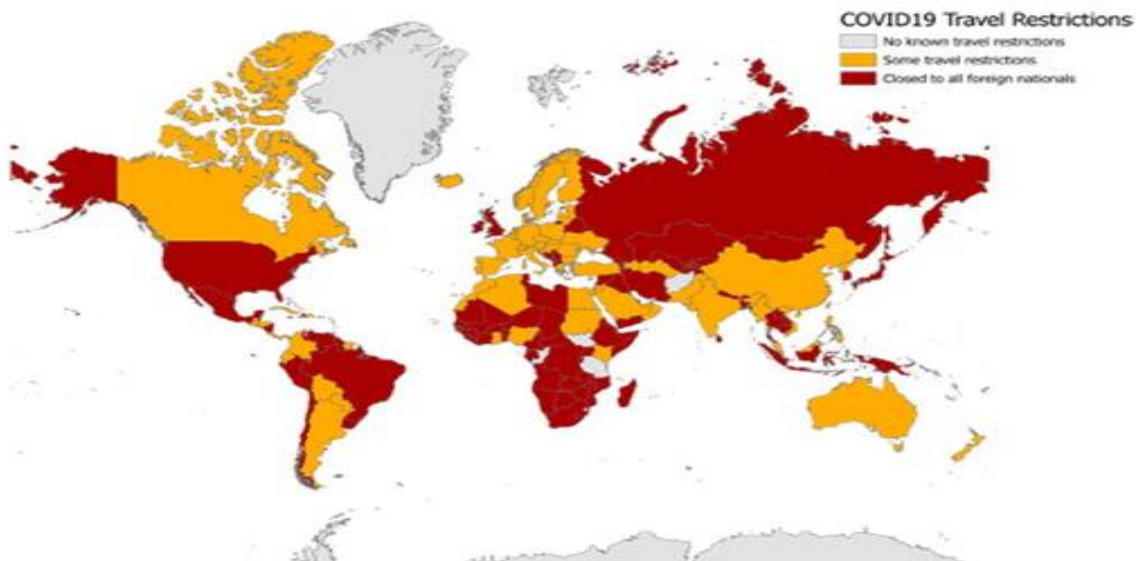 COVID19 Travel Restrictions
No known travel restrictions
Some travel restrictions
Closed to all foreign nationals